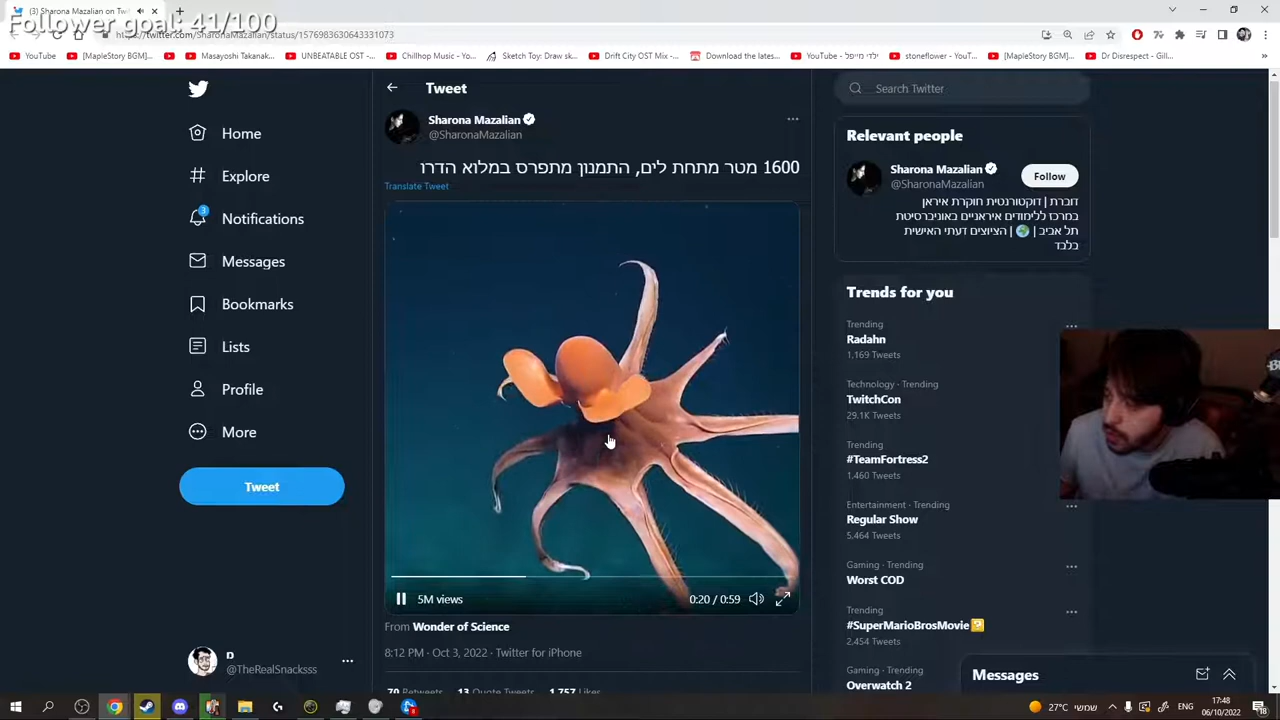 (3) Sharona Mazalian on Tw
Follower goal: 41/100
twitter.com/SharonaMazalian/status/1576983630643331073
YouTube
[MapleStory BGM]...
Masayoshi Takanak...
UNBEATABLE OST -...
Chillhop Music - Yo...
Sketch Toy: Draw sk...
Drift City OST Mix -...
Download the lates...
ילדי מייפל - YouTube
stoneflower - YouT...
[MapleStory BGM]...
Dr Disrespect - Gill...
Tweet
Search Twitter
Home
Explore
Notifications
3
Messages
Bookmarks
Lists
Profile
More
Tweet
ס
@TheRealSnacksss
Sharona Mazalian
@SharonaMazalian
1600 מטר מתחת לים, התמנון מתפרס במלוא הדרו
Translate Tweet
5M views
0:20 / 0:59
From Wonder of Science
8:12 PM · Oct 3, 2022 · Twitter for iPhone
70 Retweets
13 Quote Tweets
1,757 Likes
Relevant people
Sharona Mazalian
@SharonaMazalian
Follow
דוברת | דוקטורנטית חוקרת איראן
במרכז ללימודים איראניים באוניברסיטת
תל אביב | | הציוצים דעתי האישית
בלבד
Trends for you
Trending
Radahn
1,169 Tweets
Technology · Trending
TwitchCon
29.1K Tweets
Trending
#TeamFortress2
1,460 Tweets
Entertainment · Trending
Regular Show
5,464 Tweets
Gaming · Trending
Worst COD
Trending
#SuperMarioBrosMovie
2,454 Tweets
Gaming · Trending
Overwatch 2
Messages
27°C שמשי
ENG
17:48
06/10/2022
18